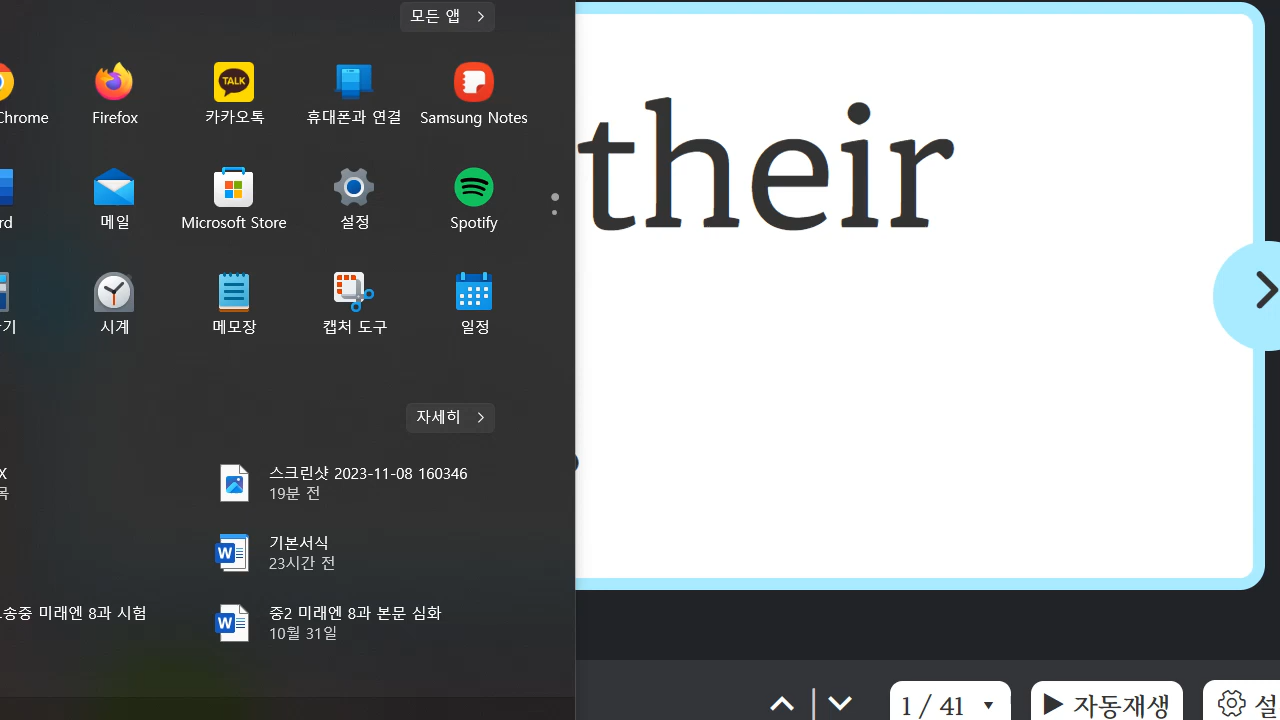 모든 앱
Chrome
Firefox
TALK
카카오톡
휴대폰과 연결
Samsung Notes
rd
메일
Microsoft Store
설정
Spotify
기
시계
메모장
캡처 도구
일정
자세히
X
목
스크린샷 2023-11-08 160346
19분 전
W
기본서식
23시간 전
송중 미래엔 8과 시험
W
중2 미래엔 8과 본문 심화
10월 31일
their
1 / 41
자동재생
설